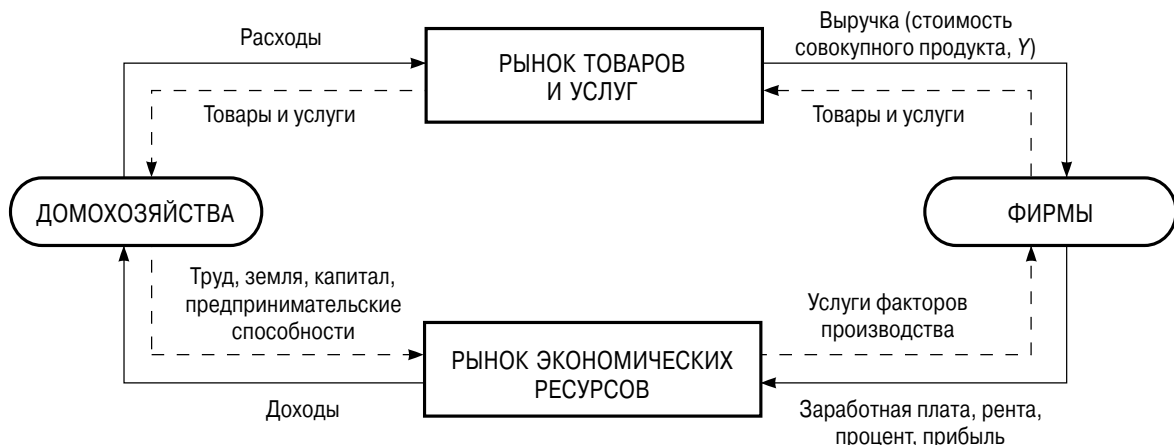 Расходы
РЫНОК ТОВАРОВ
И УСЛУГ
Выручка (стоимость
совокупного продукта, Y)
Товары и услуги
Товары и услуги
ДОМОХОЗЯЙСТВА
ФИРМЫ
Труд, земля, капитал,
предпринимательские
способности
Услуги факторов
производства
РЫНОК ЭКОНОМИЧЕСКИХ
РЕСУРСОВ
Доходы
Заработная плата, рента,
процент, прибыль